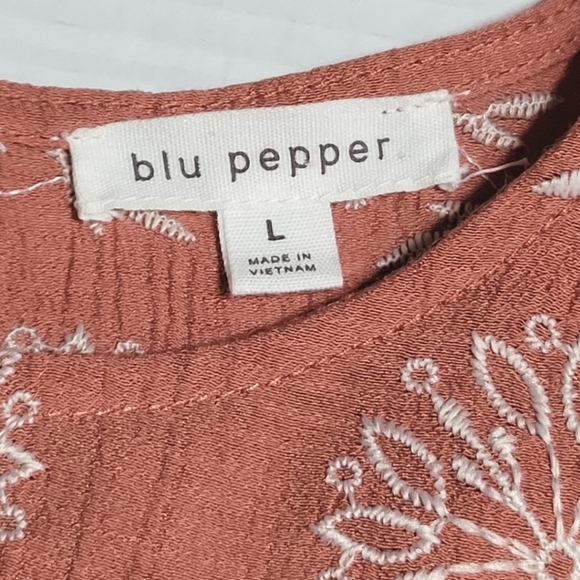 blu pepper
L
MADE IN
VIETNAM